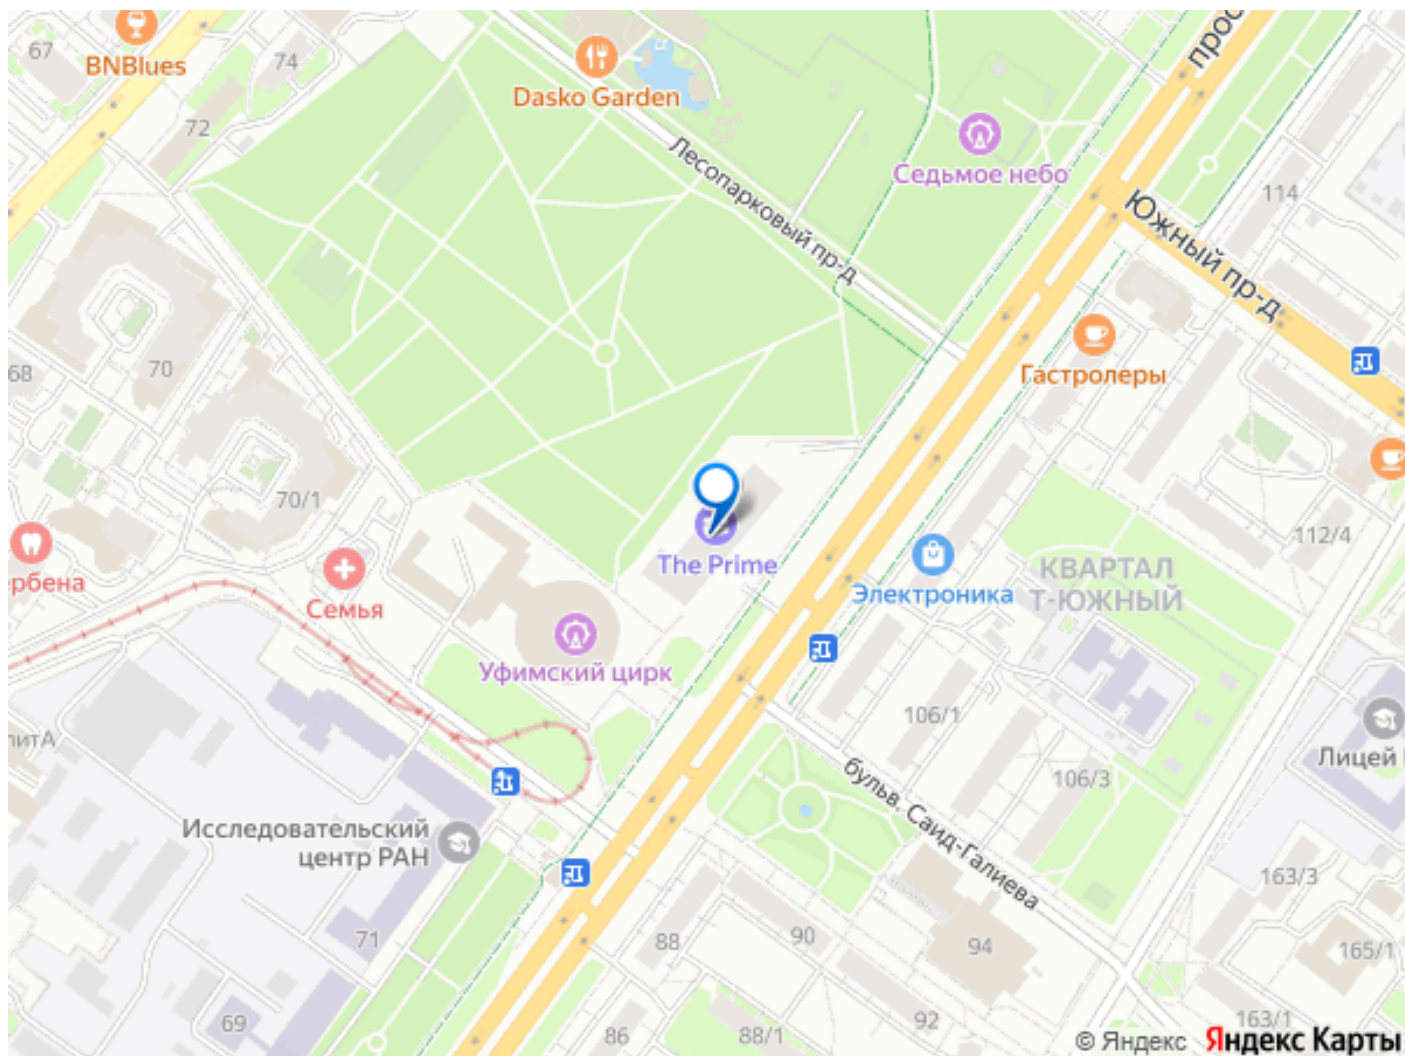 67
BNBlues
74
72
Dasko Garden
Лесопарковый пр-д
Седьмое небо
прос
114
Южный пр-д
Гастролеры
68
70
70/1
ербена
Семья
The Prime
Электроника
КВАРТАЛ
Т-ЮЖНЫЙ
112/4
Уфимский цирк
106/1
106/3
литА
Лицей
бульв. Саид-Галиева
Исследовательский
центр РАН
71
69
88
90
94
86
88/1
92
163/3
165/1
163/1
© Яндекс
Яндекс Карты